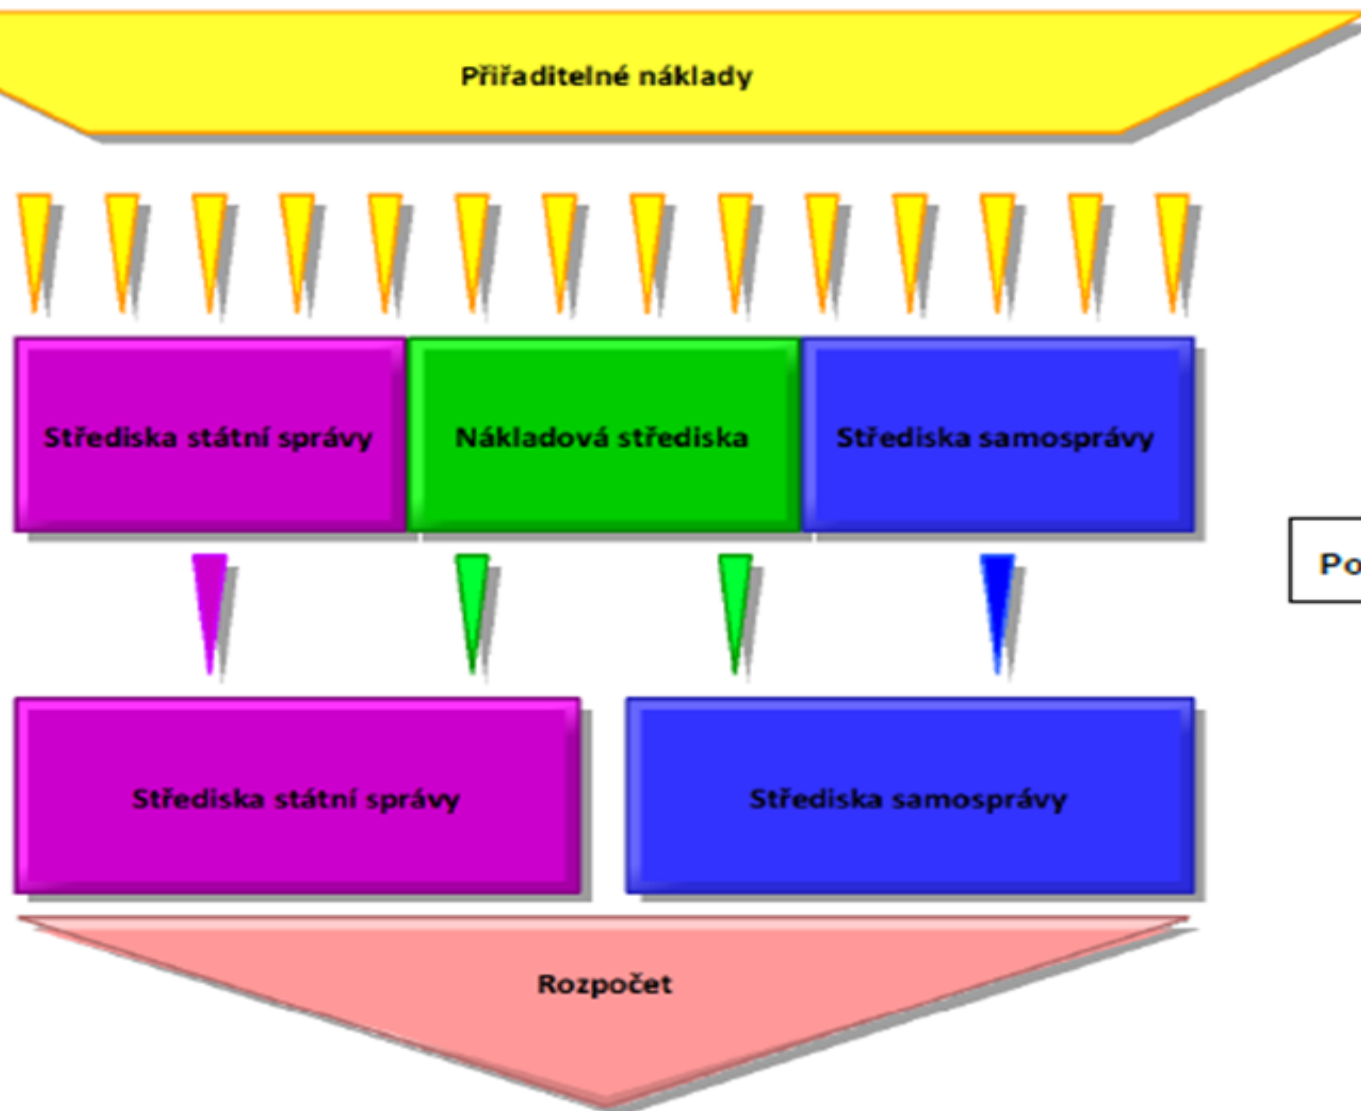 Přiřaditelné náklady
Střediska státní správy
Nákladová střediska
Střediska samosprávy
Po
Střediska státní správy
Střediska samosprávy
Rozpočet